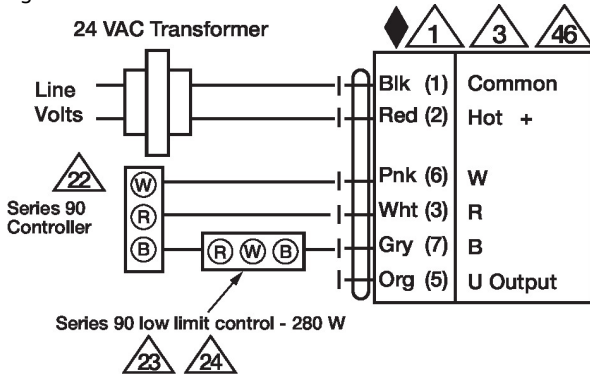 24 VAC Transformer
1 3 46
Line
Volts
Blk (1) Common
Red (2) Hot +
22
Series 90
Controller
W
R
B
R W B
Pnk (6) W
Wht (3) R
Gry (7) B
Org (5) U Output
Series 90 low limit control - 280 W
23 24